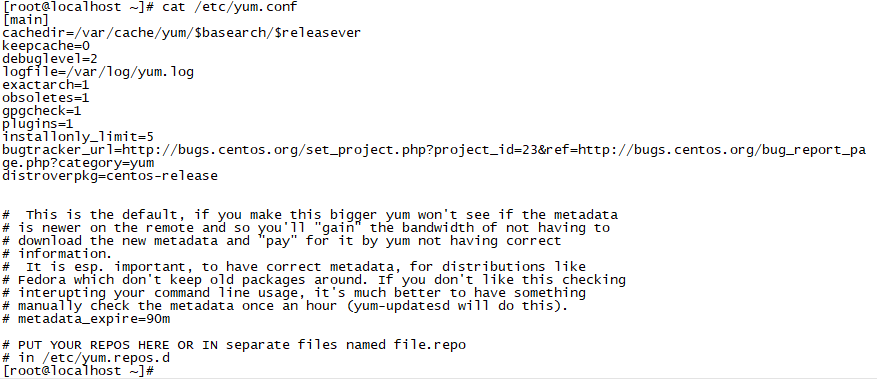 [root@localhost ~]# cat /etc/yum.conf
[main]
cachedir=/var/cache/yum/$basearch/$releasever
keepcache=0
debuglevel=2
logfile=/var/log/yum.log
exactarch=1
obsoletes=1
gpgcheck=1
plugins=1
installonly_limit=5
bugtracker_url=http://bugs.centos.org/set_project.php?project_id=23&ref=http://bugs.centos.org/bug_report_pa
ge.php?category=yum
distroverpkg=centos-release
#  This is the default, if you make this bigger yum won't see if the metadata
# is newer on the remote and so you'll "gain" the bandwidth of not having to
# download the new metadata and "pay" for it by yum not having correct
# information.
#  It is esp. important, to have correct metadata, for distributions like
# Fedora which don't keep old packages around. If you don't like this checking
# interupting your command line usage, it's much better to have something
# manually check the metadata once an hour (yum-updatesd will do this).
# metadata_expire=90m
# PUT YOUR REPOS HERE OR IN separate files named file.repo
# in /etc/yum.repos.d
[root@localhost ~]#